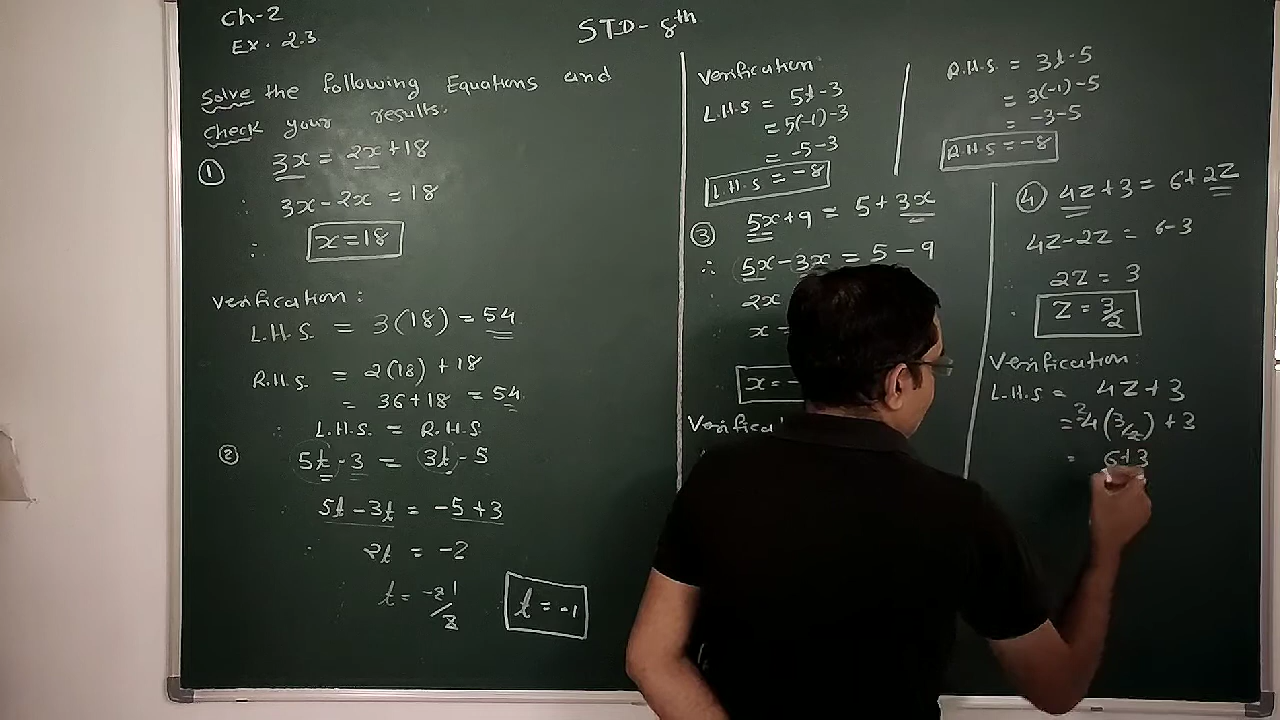 Ch-2
Ex. 2.3
STD- 8th
Solve the following Equations and
Check your results.
① 3x = 2x+18
∴ 3x-2x = 18
∴ x=18
Verification:
L.H.S. = 3(18) = 54
R.H.S. = 2(18) + 18
= 36+18 = 54
∴ L.H.S. = R.H.S
② 5t-3 = 3t-5
∴ 5t-3t = -5+3
∴ 2t = -2
t = -2 1/2
t = -1
Verification:
L.H.S = 5t-3
= 5(-1)-3
= -5-3
L.H.S = -8
R.H.S. = 3t-5
= 3(-1)-5
= -3-5
R.H.S = -8
③ 5x+9 = 5+3x
∴ 5x-3x = 5-9
∴ 2x
∴ x=
∴ x=-
④ 4Z+3 = 6+2Z
4Z-2Z = 6-3
2Z = 3
∴ Z = 3/2
Verification:
L.H.S = 4Z+3
= 2 4(3/2)+3
= 6+3